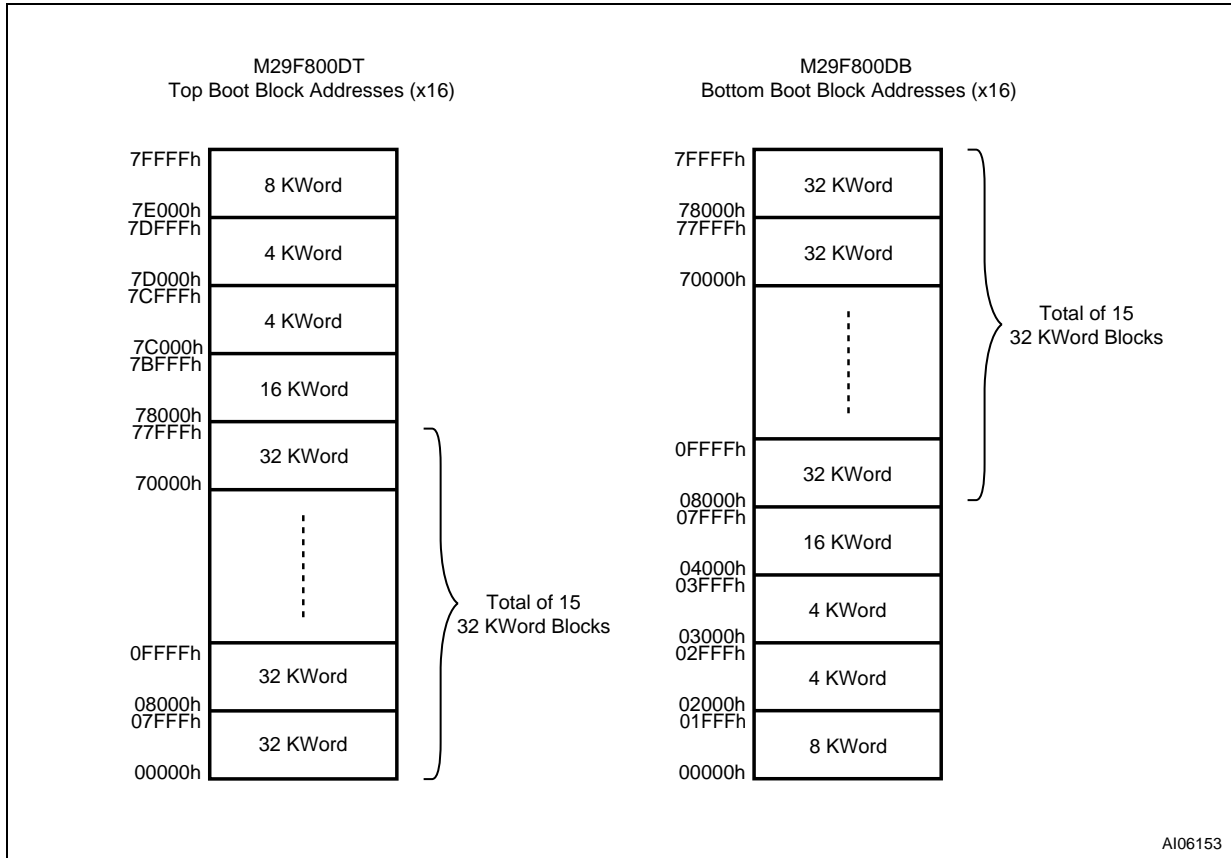 M29F800DT
Top Boot Block Addresses (x16)
7FFFFh
8 KWord
7E000h
7DFFFh
4 KWord
7D000h
7CFFFh
4 KWord
7C000h
7BFFFh
16 KWord
78000h
77FFFh
32 KWord
70000h
Total of 15
32 KWord Blocks
0FFFFh
32 KWord
08000h
07FFFh
32 KWord
00000h
M29F800DB
Bottom Boot Block Addresses (x16)
7FFFFh
32 KWord
78000h
77FFFh
32 KWord
70000h
Total of 15
32 KWord Blocks
0FFFFh
32 KWord
08000h
07FFFh
16 KWord
04000h
03FFFh
4 KWord
03000h
02FFFh
4 KWord
02000h
01FFFh
8 KWord
00000h
AI06153